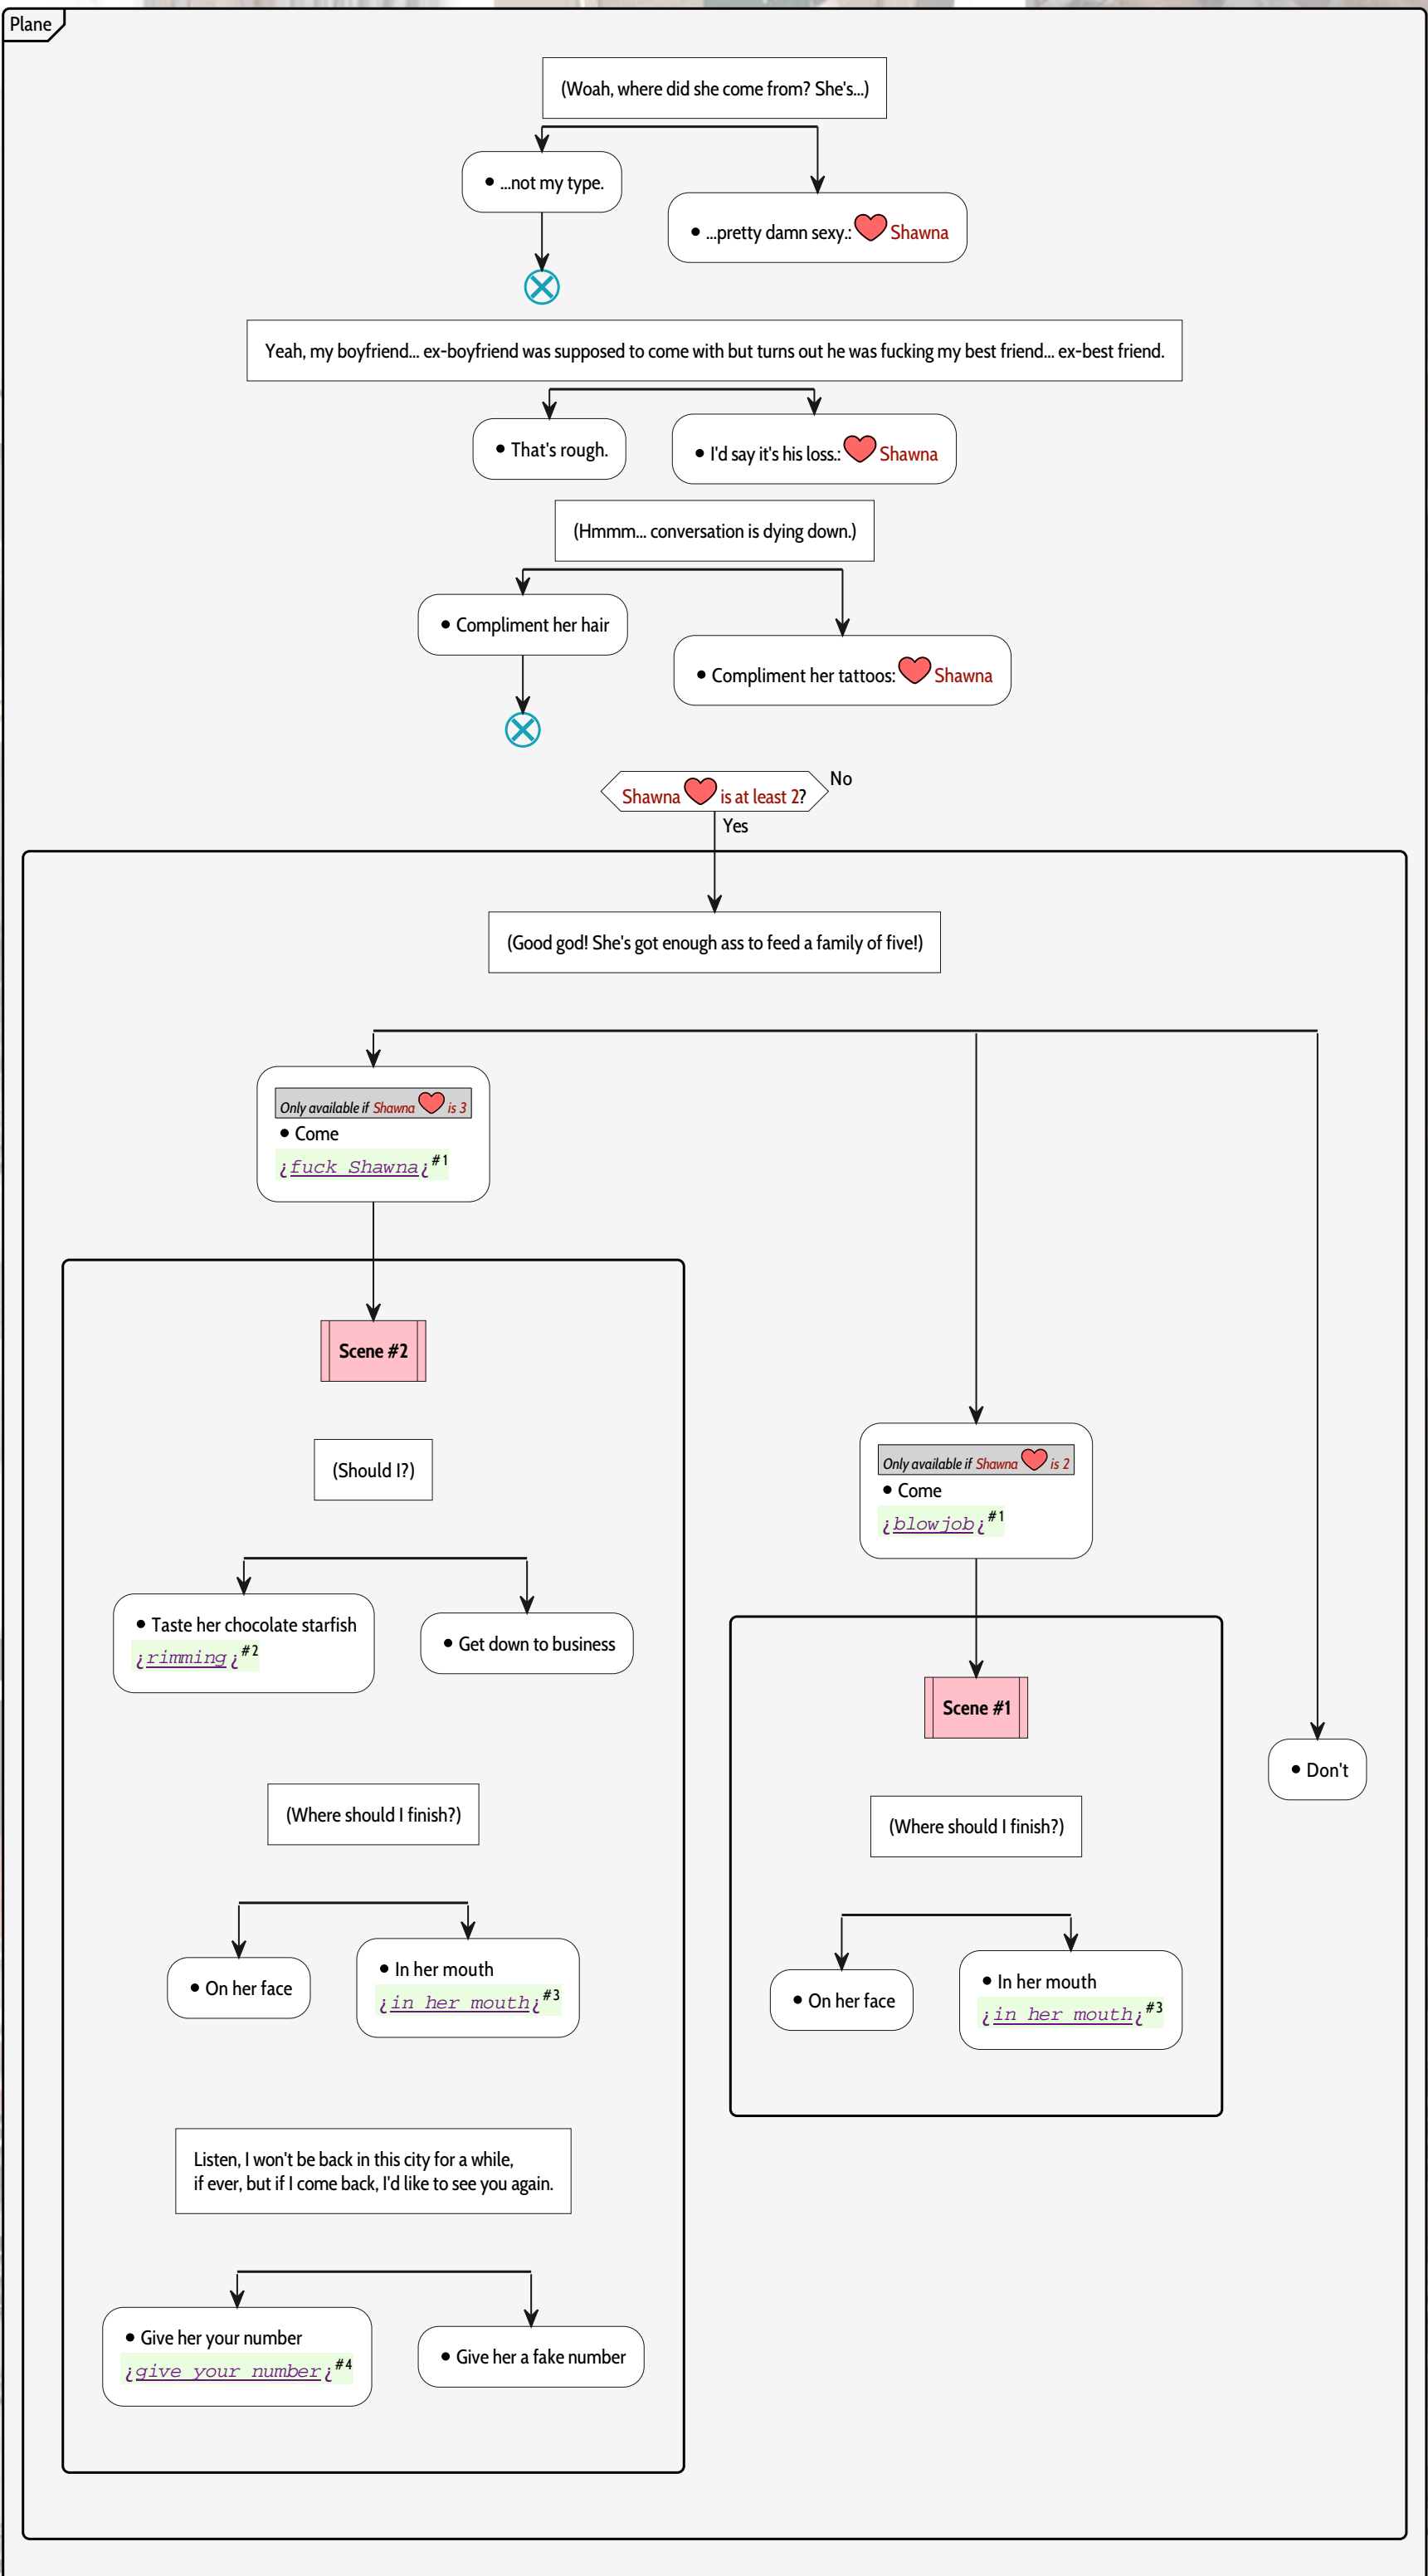 Plane
(Woah, where did she come from? She's...)
• ...not my type.
• ...pretty damn sexy.: Shawna
Yeah, my boyfriend... ex-boyfriend was supposed to come with but turns out he was fucking my best friend... ex-best friend.
• That's rough.
• I'd say it's his loss.: Shawna
(Hmmm... conversation is dying down.)
• Compliment her hair
• Compliment her tattoos: Shawna
Shawna is at least 2?
No
Yes
(Good god! She's got enough ass to feed a family of five!)
Only available if Shawna is 3
• Come
¿fuck Shawna¿#1
Scene #2
(Should I?)
• Taste her chocolate starfish
¿rimming¿#2
• Get down to business
(Where should I finish?)
• On her face
• In her mouth
¿in her mouth¿#3
Listen, I won't be back in this city for a while,
if ever, but if I come back, I'd like to see you again.
• Give her your number
¿give your number¿#4
• Give her a fake number
Only available if Shawna is 2
• Come
¿blowjob¿#1
Scene #1
(Where should I finish?)
• On her face
• In her mouth
¿in her mouth¿#3
• Don't